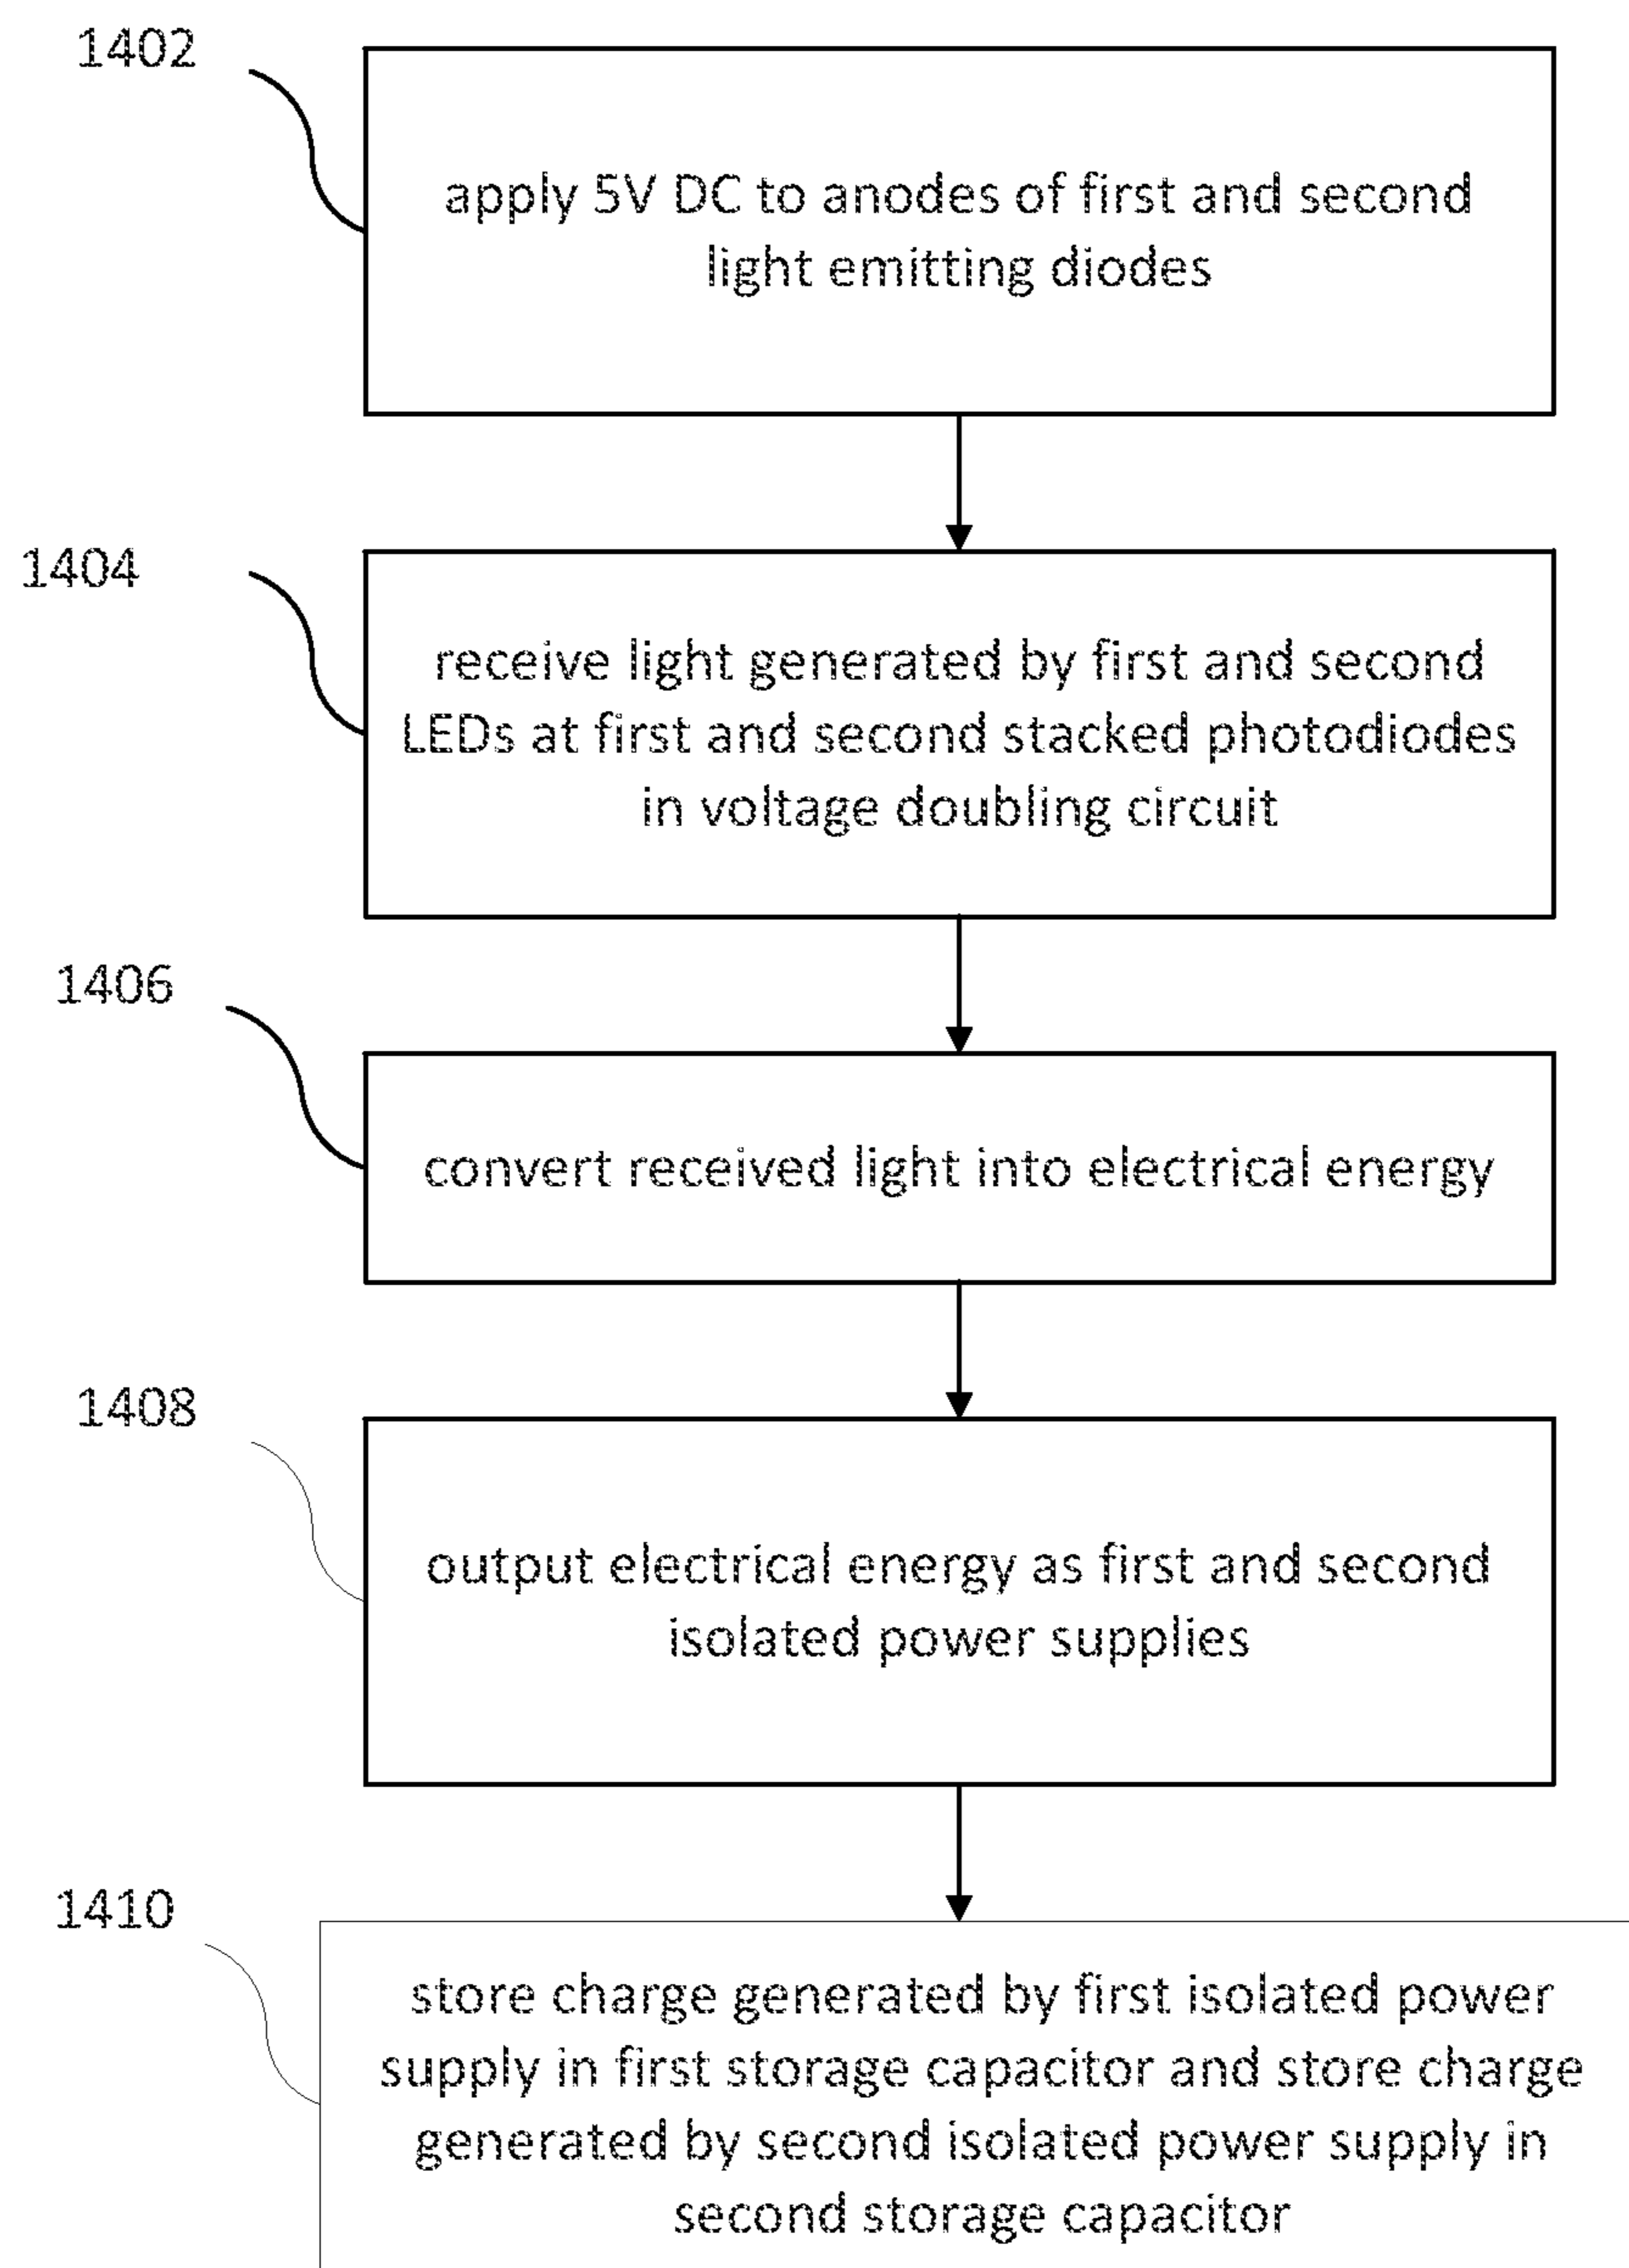 1402
apply 5V DC to anodes of first and second
light emitting diodes
1404
receive light generated by first and second
LEDs at first and second stacked photodiodes
in voltage doubling circuit
1406
convert received light into electrical energy
1408
output electrical energy as first and second
isolated power supplies
1410
store charge generated by first isolated power
supply in first storage capacitor and store charge
generated by second isolated power supply in
second storage capacitor